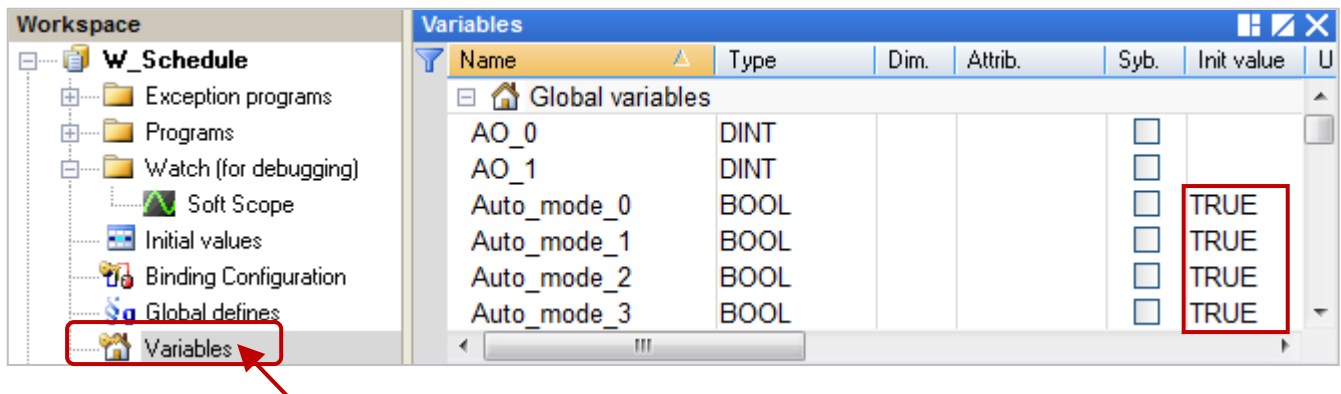 Workspace
W_Schedule
Exception programs
Programs
Watch (for debugging)
Soft Scope
Initial values
Binding Configuration
Global defines
Variables
Variables
Name Type Dim. Attrib. Syb. Init value U
Global variables
AO_0 DINT
AO_1 DINT
Auto_mode_0 BOOL TRUE
Auto_mode_1 BOOL TRUE
Auto_mode_2 BOOL TRUE
Auto_mode_3 BOOL TRUE